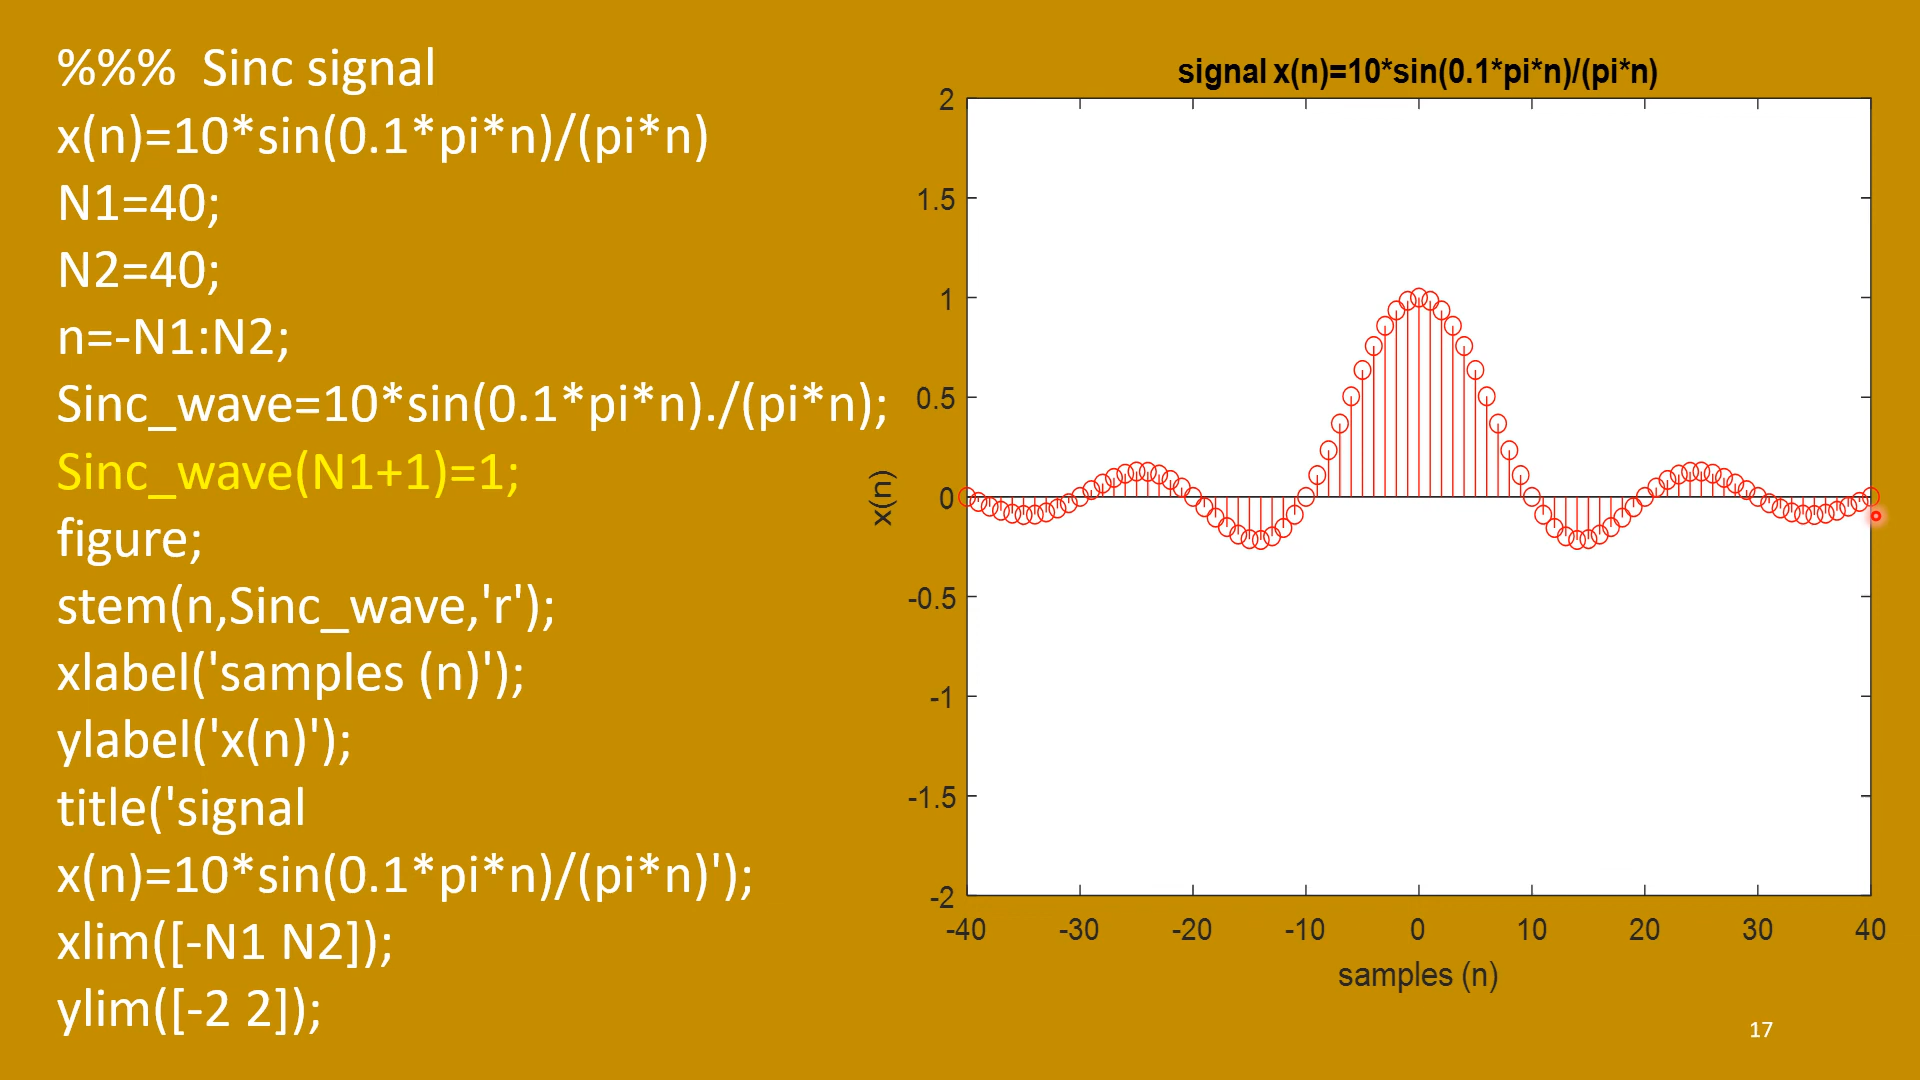 %%% Sinc signal
x(n)=10*sin(0.1*pi*n)/(pi*n)
N1=40;
N2=40;
n=-N1:N2;
Sinc_wave=10*sin(0.1*pi*n)./(pi*n);
Sinc_wave(N1+1)=1;
figure;
stem(n,Sinc_wave,'r');
xlabel('samples (n)');
ylabel('x(n)');
title('signal
x(n)=10*sin(0.1*pi*n)/(pi*n)');
xlim([-N1 N2]);
ylim([-2 2]);
signal x(n)=10*sin(0.1*pi*n)/(pi*n)
2
1.5
1
0.5
0
-0.5
-1
-1.5
-2
x(n)
-40 -30 -20 -10 0 10 20 30 40
samples (n)
17